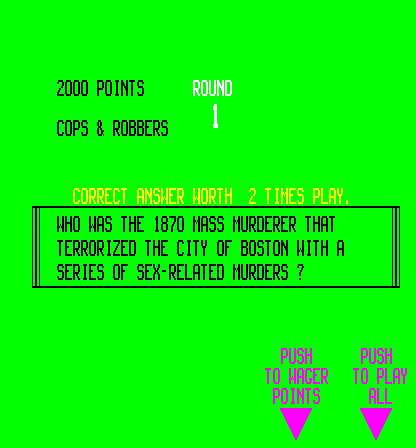 2000 POINTS ROUND
1
COPS & ROBBERS
CORRECT ANSWER WORTH 2 TIMES PLAY.
WHO WAS THE 1870 MASS MURDERER THAT
TERRORIZED THE CITY OF BOSTON WITH A
SERIES OF SEX-RELATED MURDERS ?
PUSH
TO WAGER
POINTS
PUSH
TO PLAY
ALL